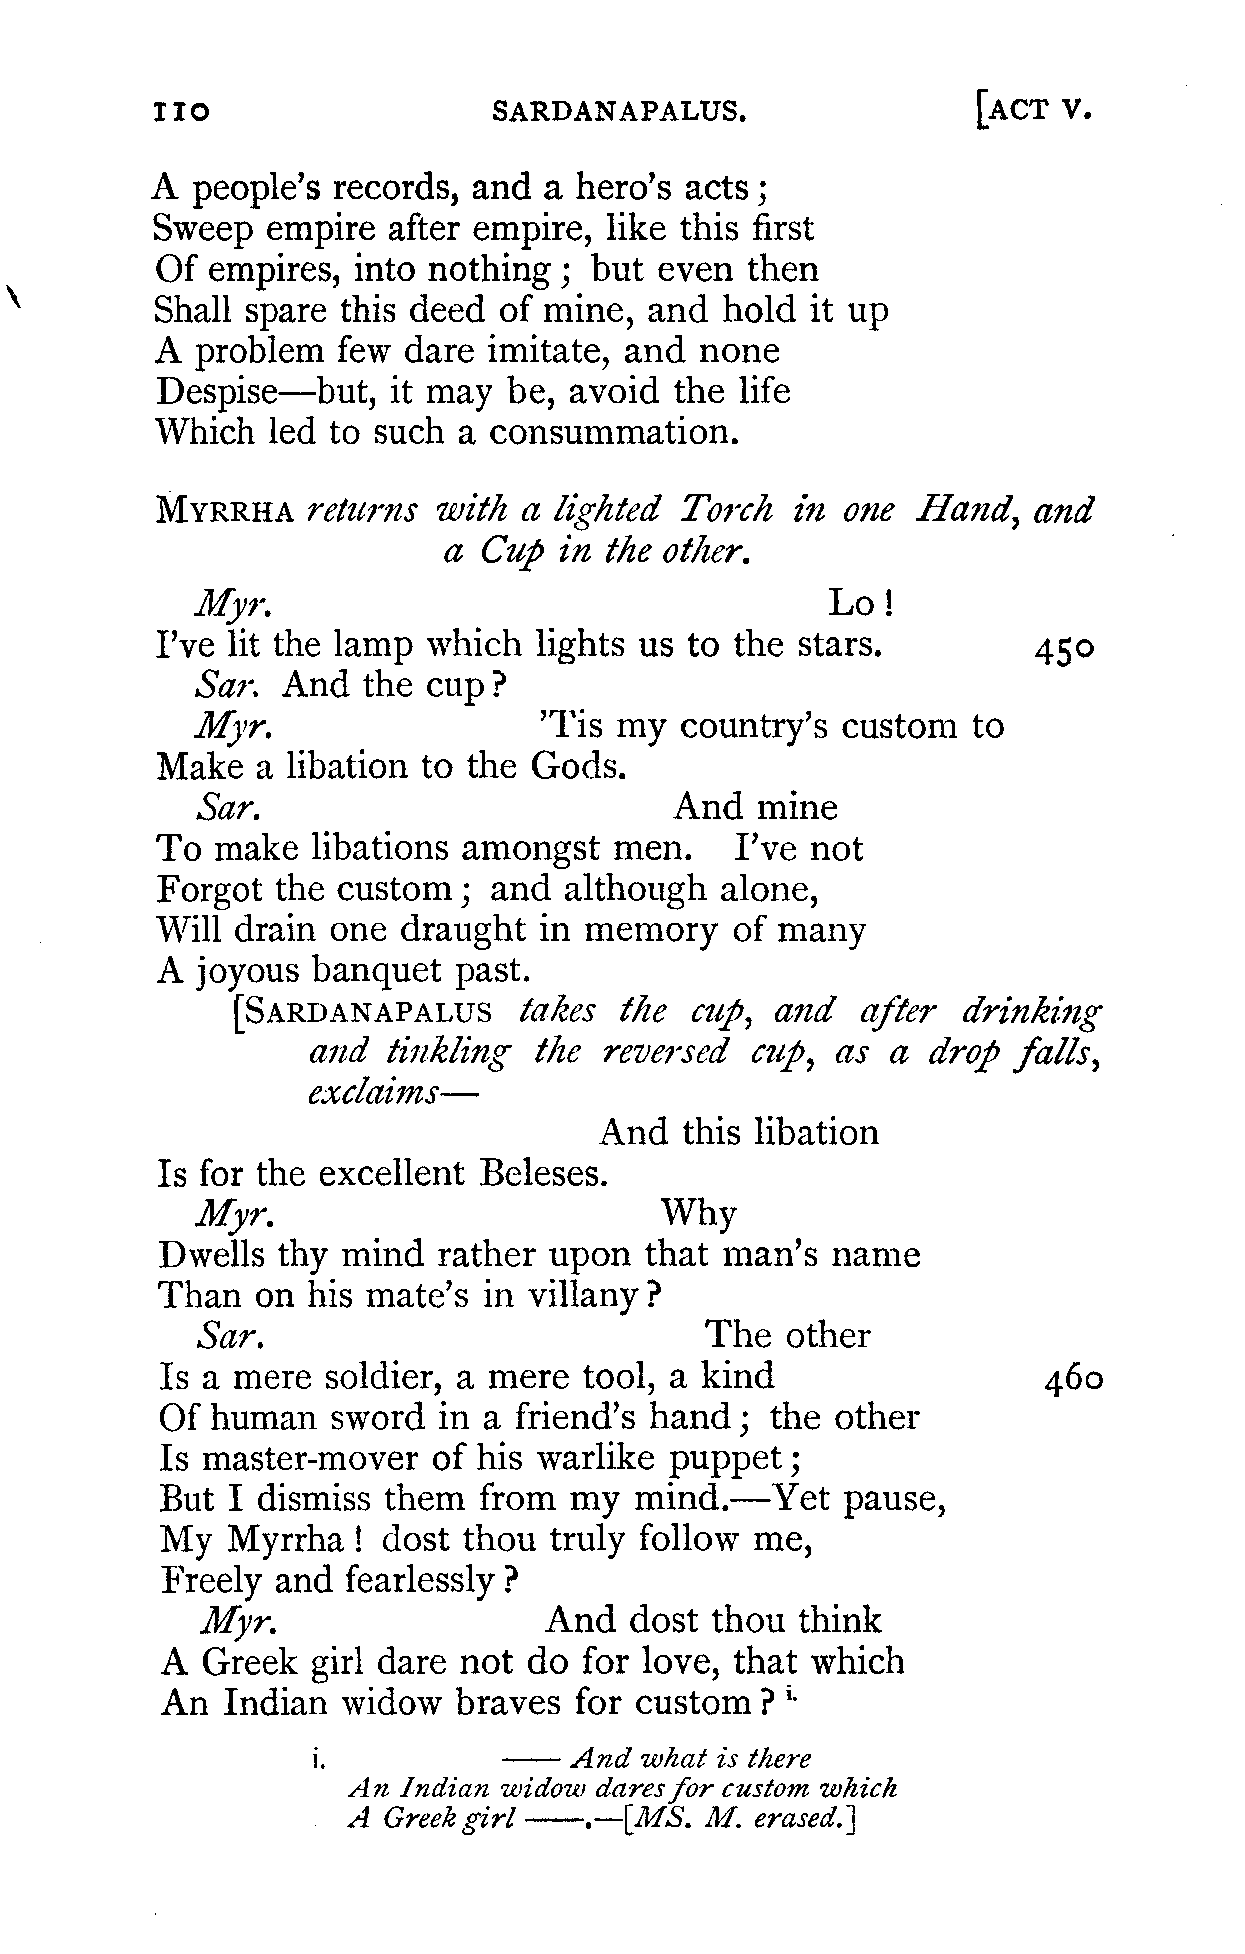 110 SARDANAPALUS. [ACT V.
A people's records, and a hero's acts;
Sweep empire after empire, like this first
Of empires, into nothing; but even then
Shall spare this deed of mine, and hold it up
A problem few dare imitate, and none
Despise—but, it may be, avoid the life
Which led to such a consummation.
MYRRHA returns with a lighted Torch in one Hand, and
a Cup in the other.
Myr. Lo!
I've lit the lamp which lights us to the stars. 450
Sar. And the cup?
Myr. 'Tis my country's custom to
Make a libation to the Gods.
Sar. And mine
To make libations amongst men. I've not
Forgot the custom; and although alone,
Will drain one draught in memory of many
A joyous banquet past.
[SARDANAPALUS takes the cup, and after drinking
and tinkling the reversed cup, as a drop falls,
exclaims—
And this libation
Is for the excellent Beleses.
Myr. Why
Dwells thy mind rather upon that man's name
Than on his mate's in villany?
Sar. The other
Is a mere soldier, a mere tool, a kind 460
Of human sword in a friend's hand; the other
Is master-mover of his warlike puppet;
But I dismiss them from my mind.—Yet pause,
My Myrrha! dost thou truly follow me,
Freely and fearlessly?
Myr. And dost thou think
A Greek girl dare not do for love, that which
An Indian widow braves for custom? i.
i. —— And what is there
An Indian widow dares for custom which
A Greek girl ——.—[MS. M. erased.]